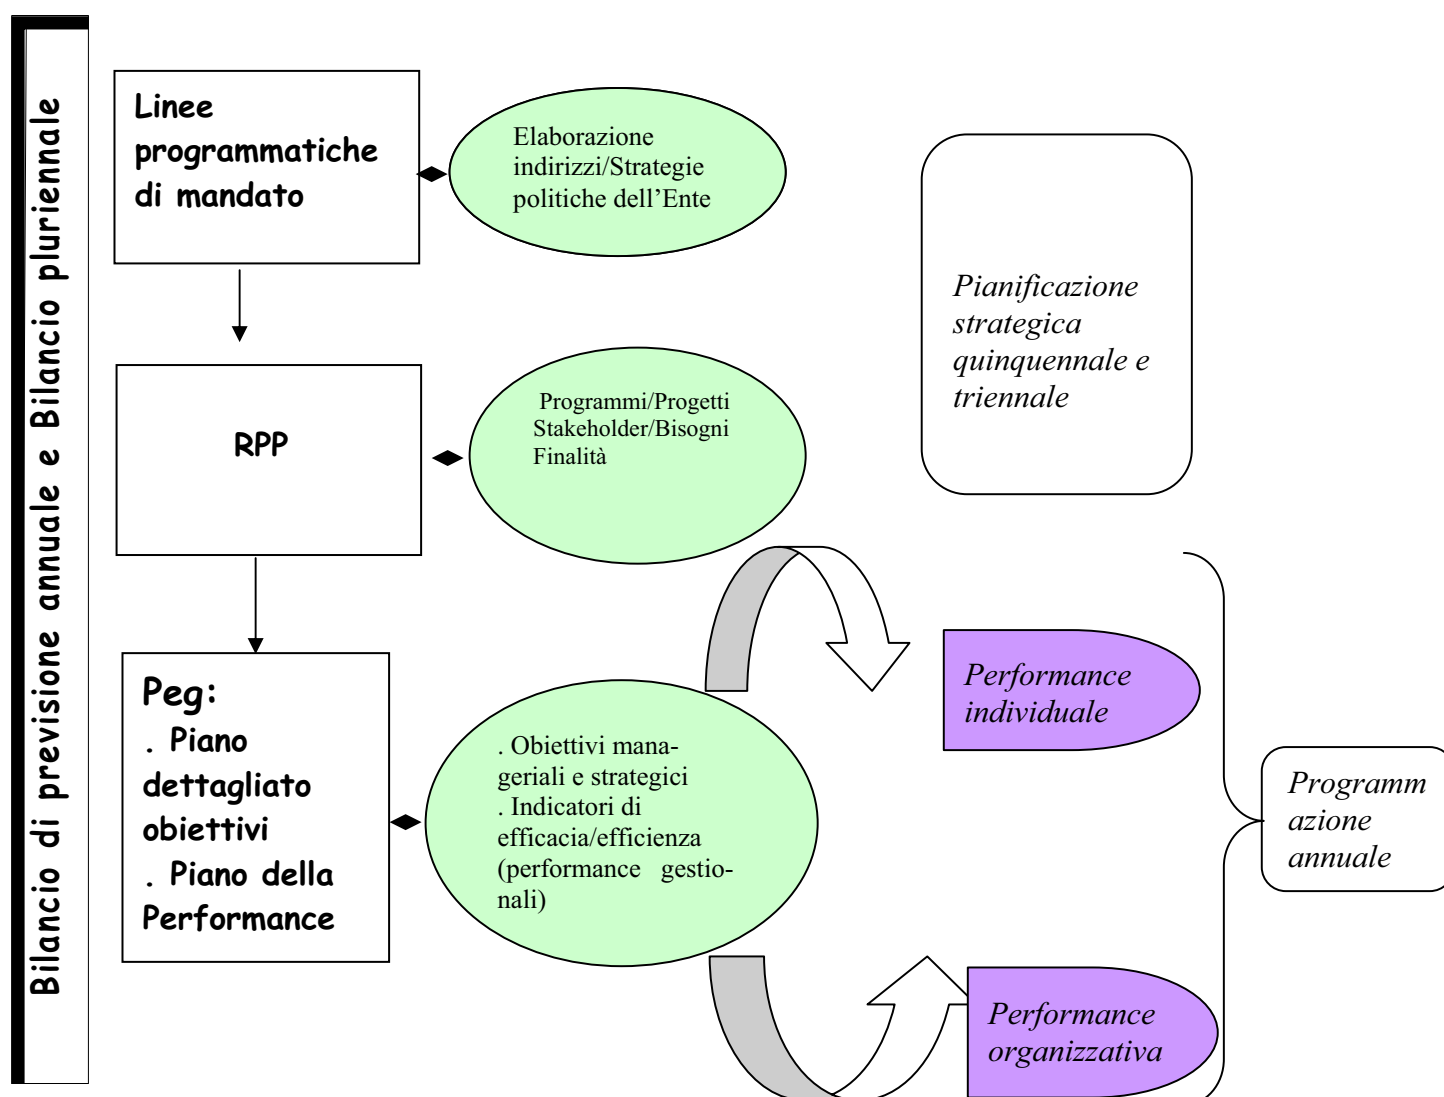 Bilancio di previsione annuale e Bilancio pluriennale
Linee
programmatiche
di mandato
Elaborazione
indirizzi/Strategie
politiche dell’Ente
Pianificazione
strategica
quinquennale e
triennale
RPP
Programmi/Progetti
Stakeholder/Bisogni
Finalità
Peg:
. Piano
dettagliato
obiettivi
. Piano della
Performance
. Obiettivi mana-
geriali e strategici
. Indicatori di
efficacia/efficienza
(performance gestio-
nali)
Performance
individuale
Programm
azione
annuale
Performance
organizzativa